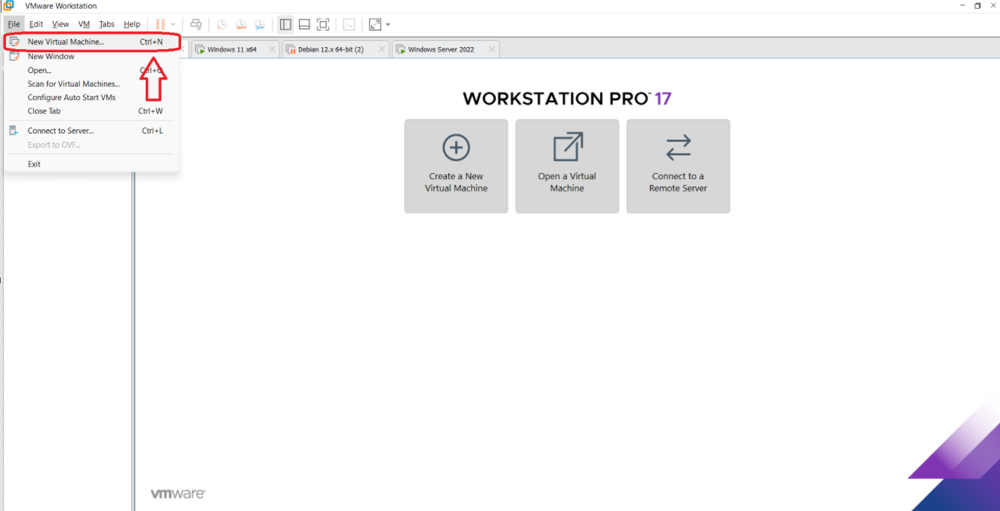 VMware Workstation
File Edit View VM Tabs Help
New Virtual Machine... Ctrl+N
New Window
Open...
Scan for Virtual Machines...
Configure Auto Start VMs
Close Tab Ctrl+W
Connect to Server... Ctrl+L
Export to OVF...
Exit
Windows 11 x64
Debian 12.x 64-bit (2)
Windows Server 2022
WORKSTATION PRO™ 17
Create a New
Virtual Machine
Open a Virtual
Machine
Connect to a
Remote Server
vmware®